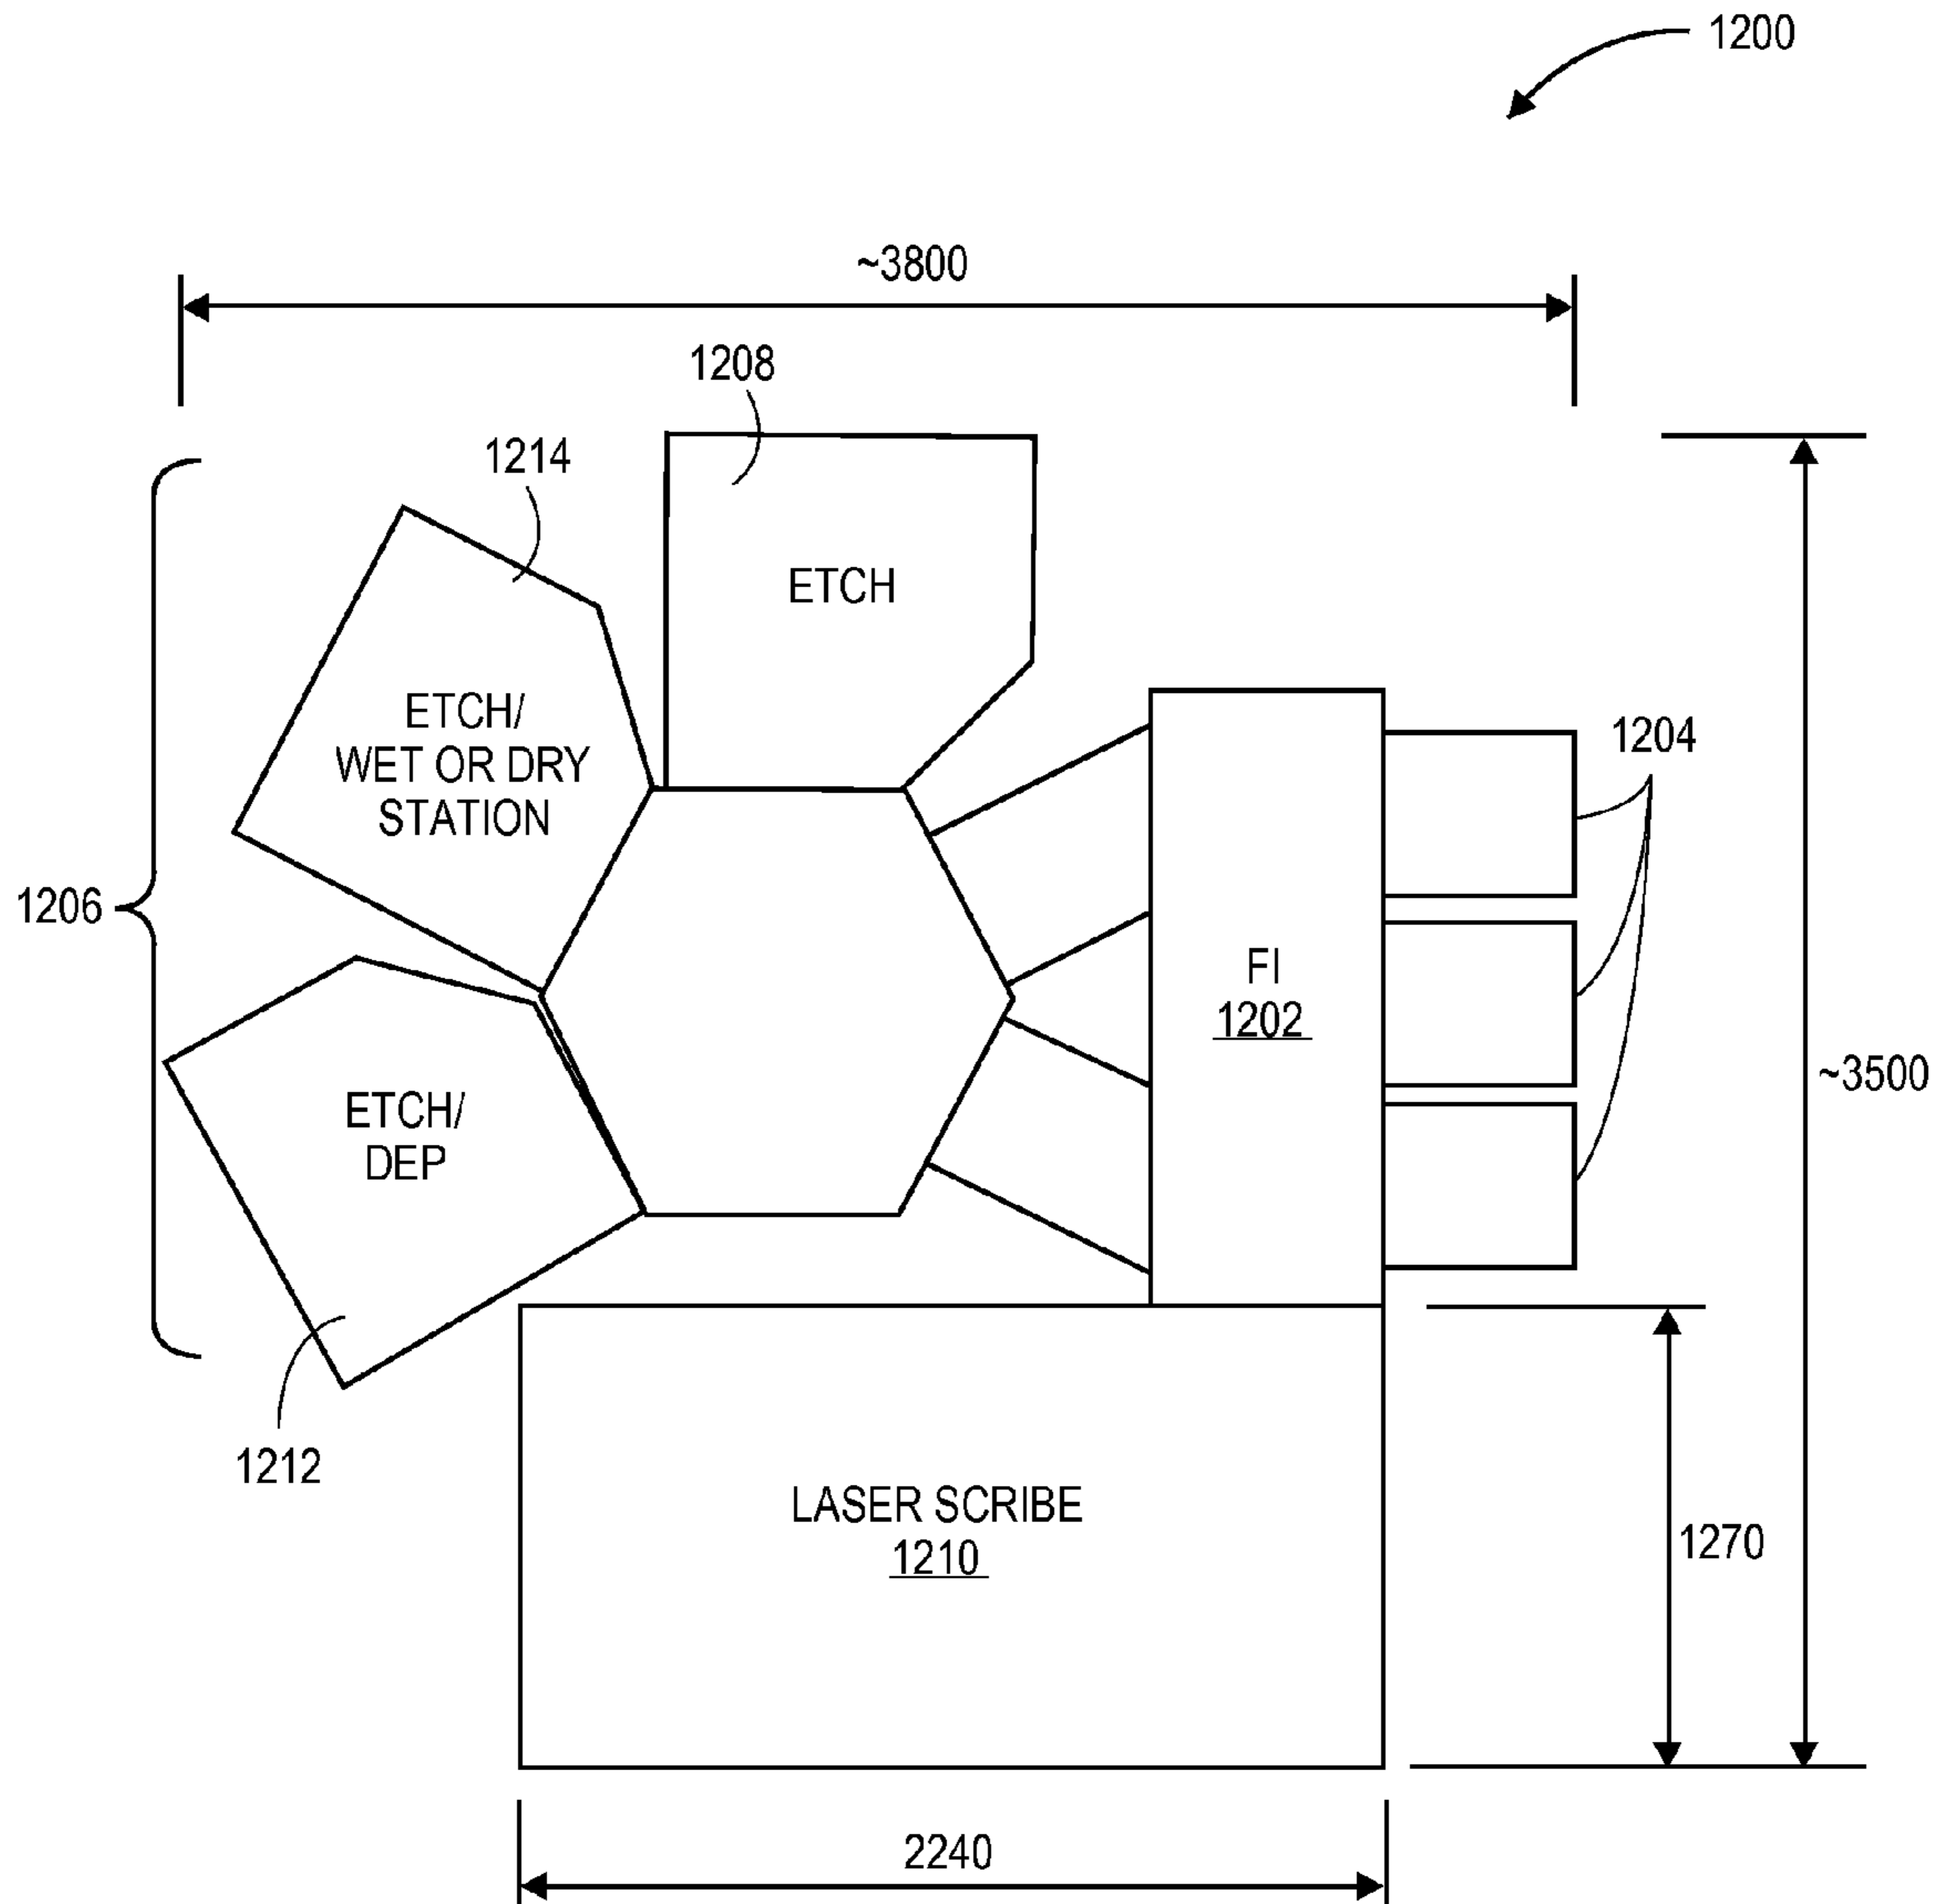 1200
~3800
1208
1214
ETCH
ETCH/
WET OR DRY
STATION
1204
1206
FI
1202
~3500
ETCH/
DEP
1212
LASER SCRIBE
1210
1270
2240